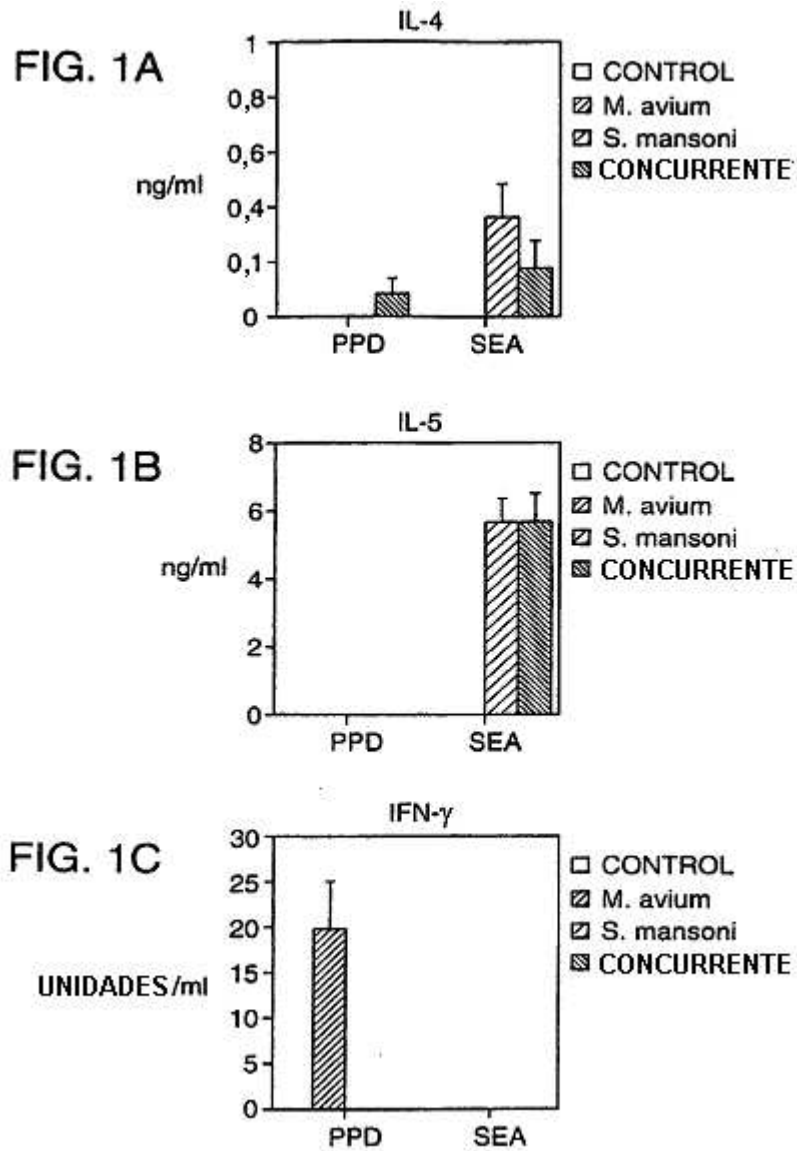 IL-4
FIG. 1A
1
0,8
0,6
0,4
0,1
0
ng/ml
PPD
SEA
CONTROL
M. avium
S. mansoni
CONCURRENTE
IL-5
FIG. 1B
8
6
4
2
0
ng/ml
PPD
SEA
CONTROL
M. avium
S. mansoni
CONCURRENTE
IFN-γ
FIG. 1C
30
25
20
15
10
5
0
UNIDADES/ml
PPD
SEA
CONTROL
M. avium
S. mansoni
CONCURRENTE